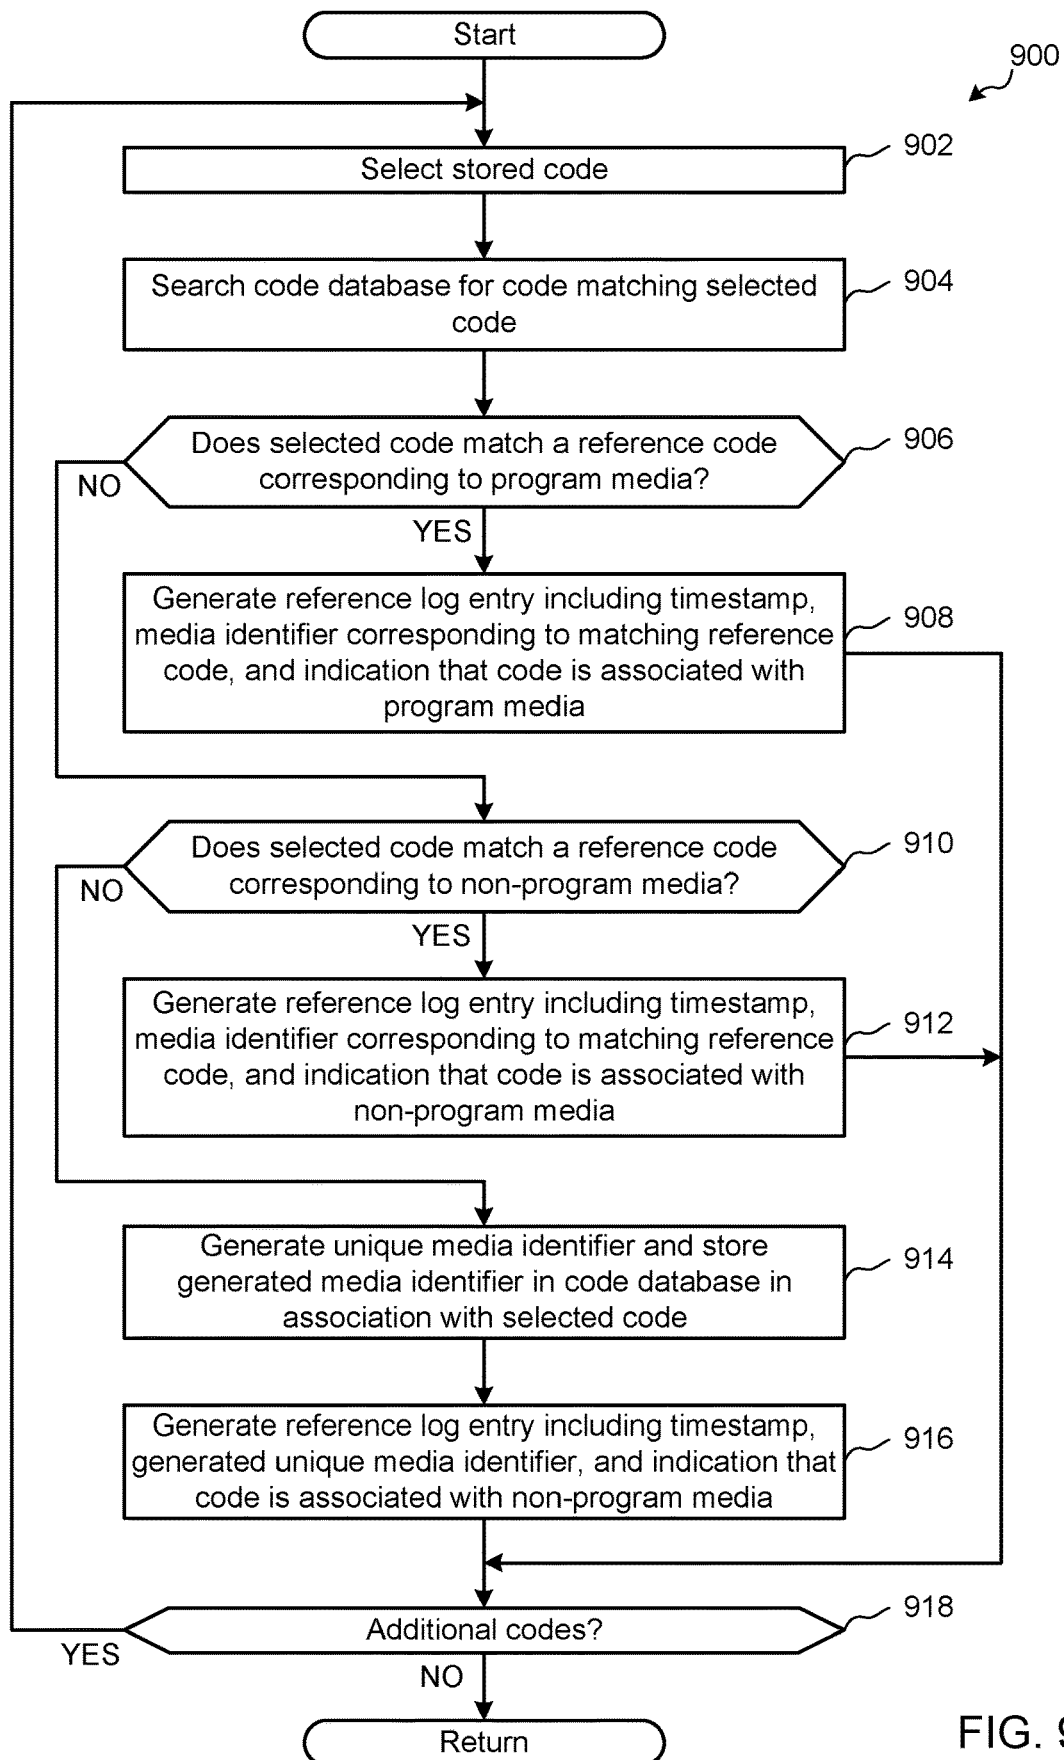 Start
900
Select stored code
902
Search code database for code matching selected
code
904
Does selected code match a reference code
corresponding to program media?
906
NO
YES
Generate reference log entry including timestamp,
media identifier corresponding to matching reference
code, and indication that code is associated with
program media
908
Does selected code match a reference code
corresponding to non-program media?
910
NO
YES
Generate reference log entry including timestamp,
media identifier corresponding to matching reference
code, and indication that code is associated with
non-program media
912
Generate unique media identifier and store
generated media identifier in code database in
association with selected code
914
Generate reference log entry including timestamp,
generated unique media identifier, and indication that
code is associated with non-program media
916
Additional codes?
918
YES
NO
Return
FIG. 9